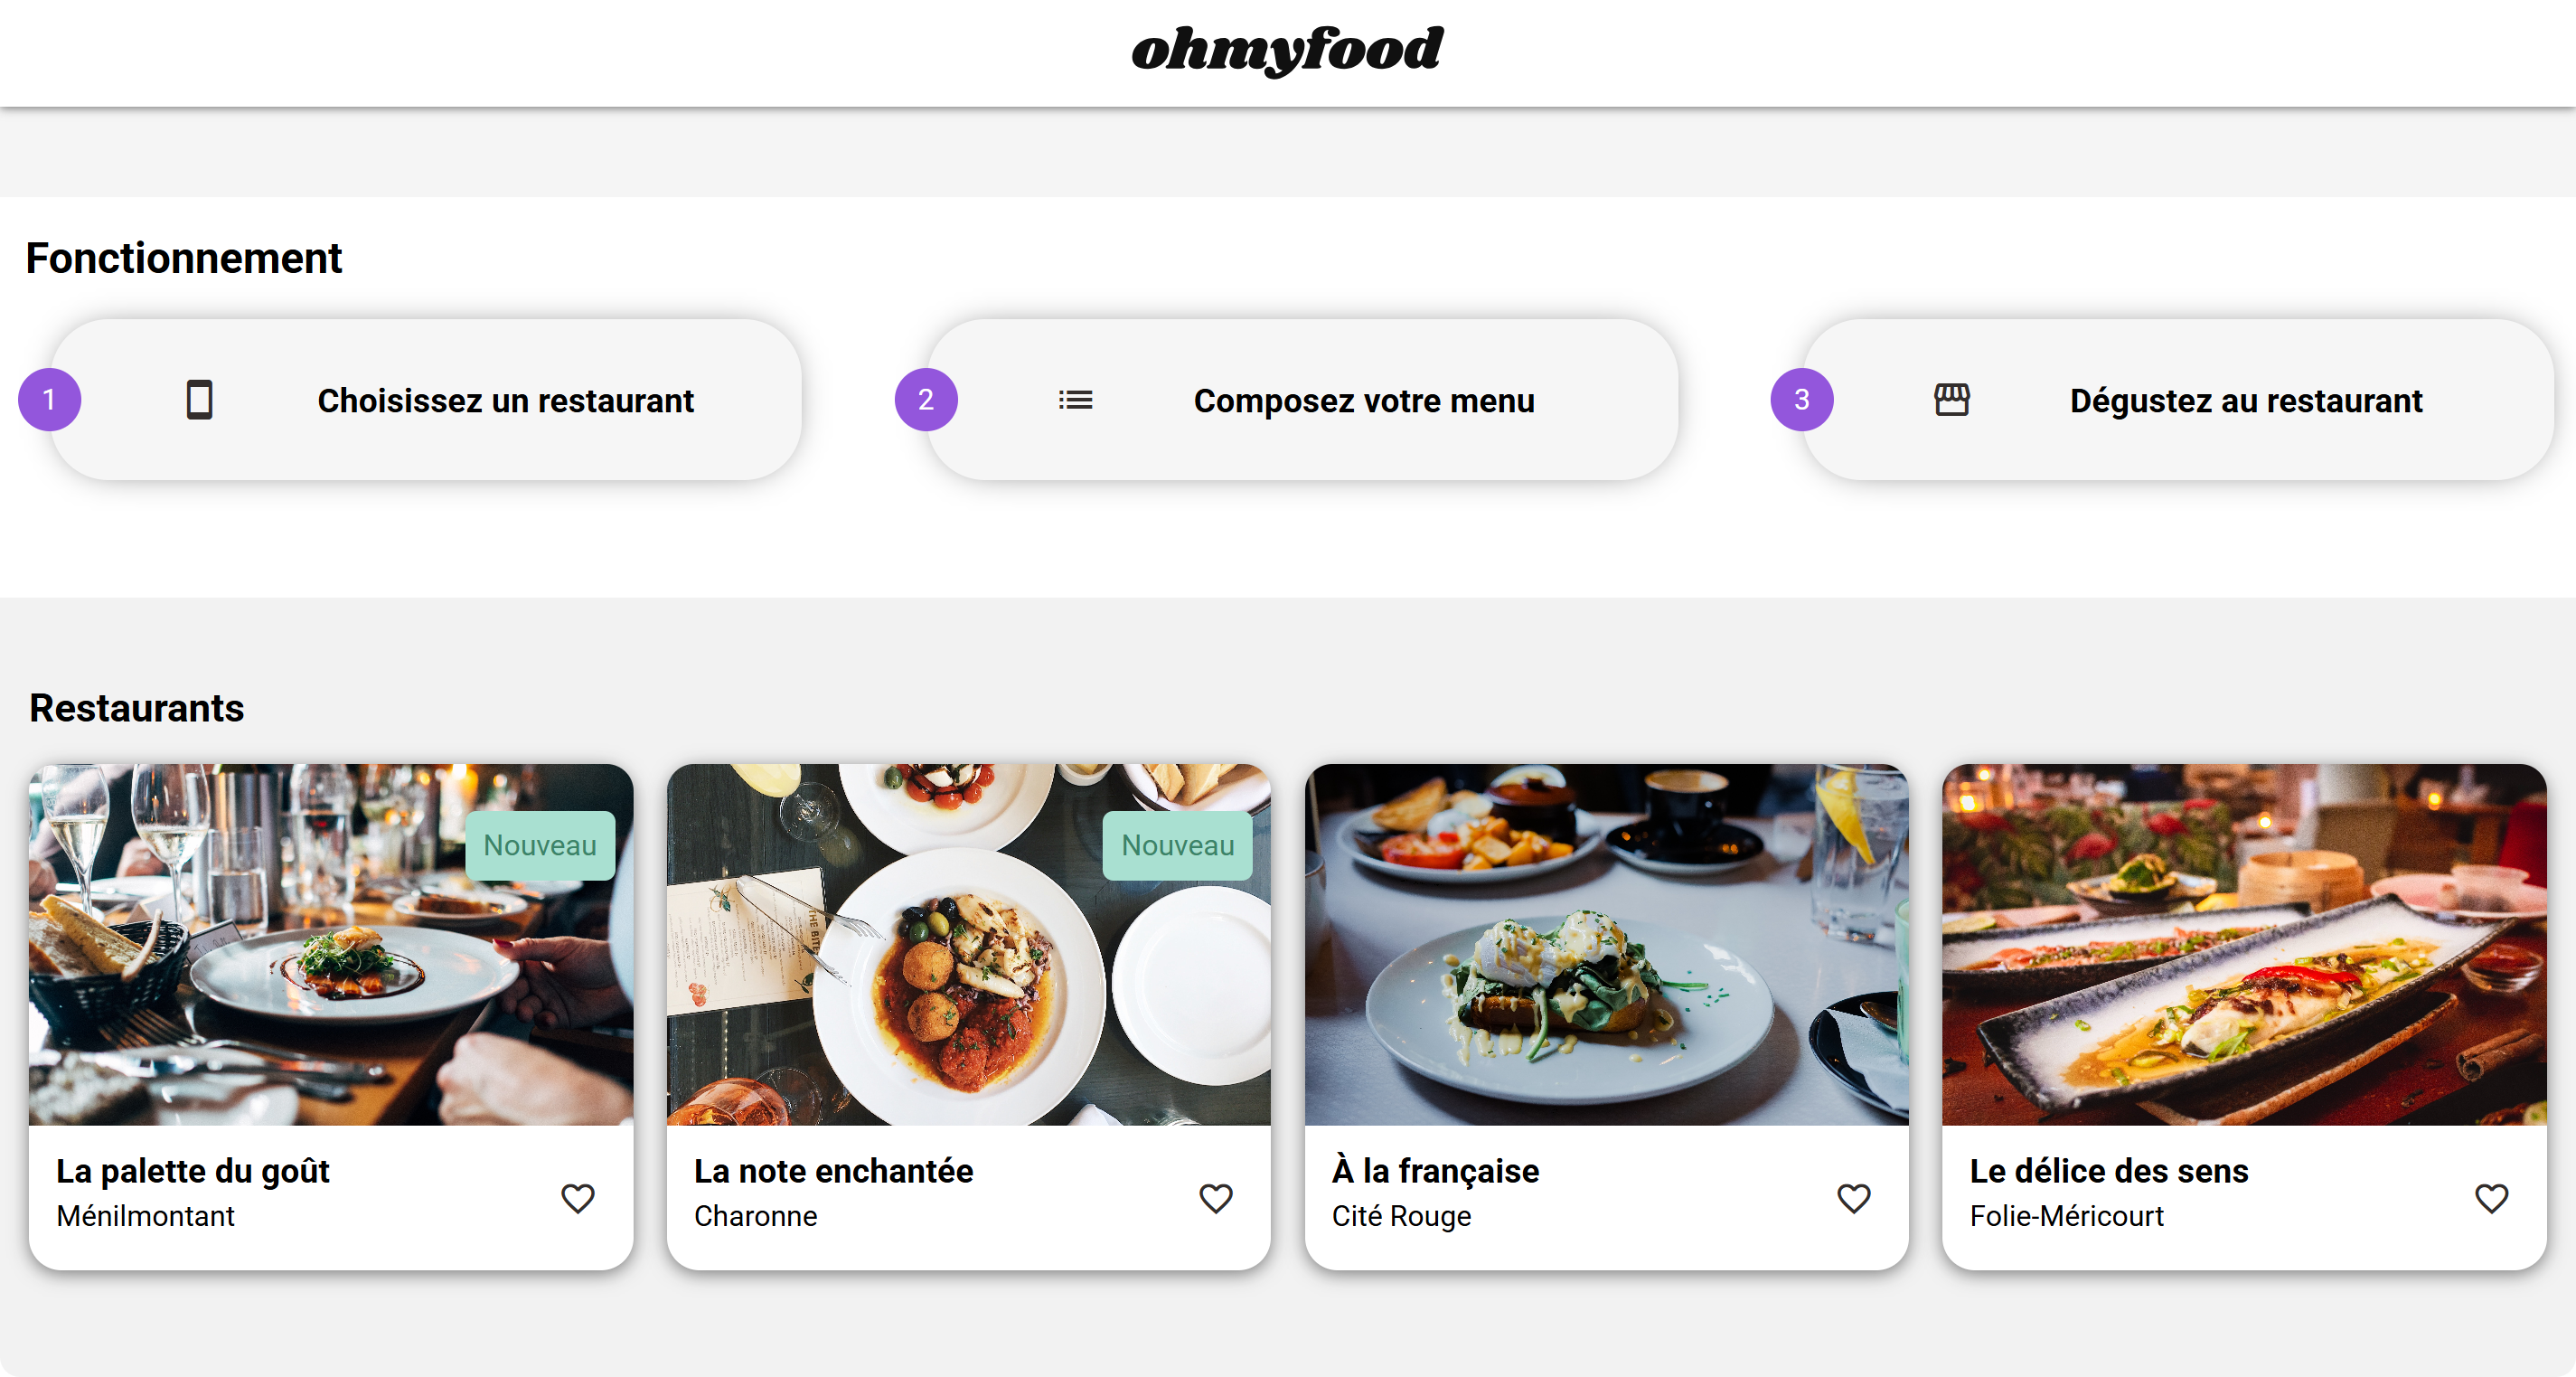 ohmyfood
Fonctionnement
1
Choisissez un restaurant
2
Composez votre menu
3
Dégustez au restaurant
Restaurants
Nouveau
Nouveau
La palette du goût
Ménilmontant
La note enchantée
Charonne
À la française
Cité Rouge
Le délice des sens
Folie-Méricourt